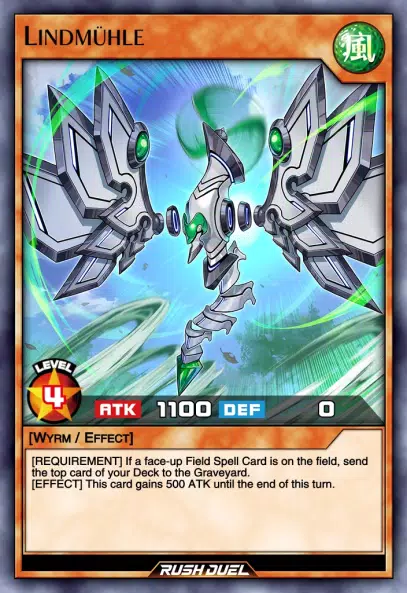 LINDMÜHLE
風
LEVEL
4
ATK 1100 DEF 0
[WYRM / EFFECT]
[REQUIREMENT] If a face-up Field Spell Card is on the field, send
the top card of your Deck to the Graveyard.
[EFFECT] This card gains 500 ATK until the end of this turn.
RUSH DUEL